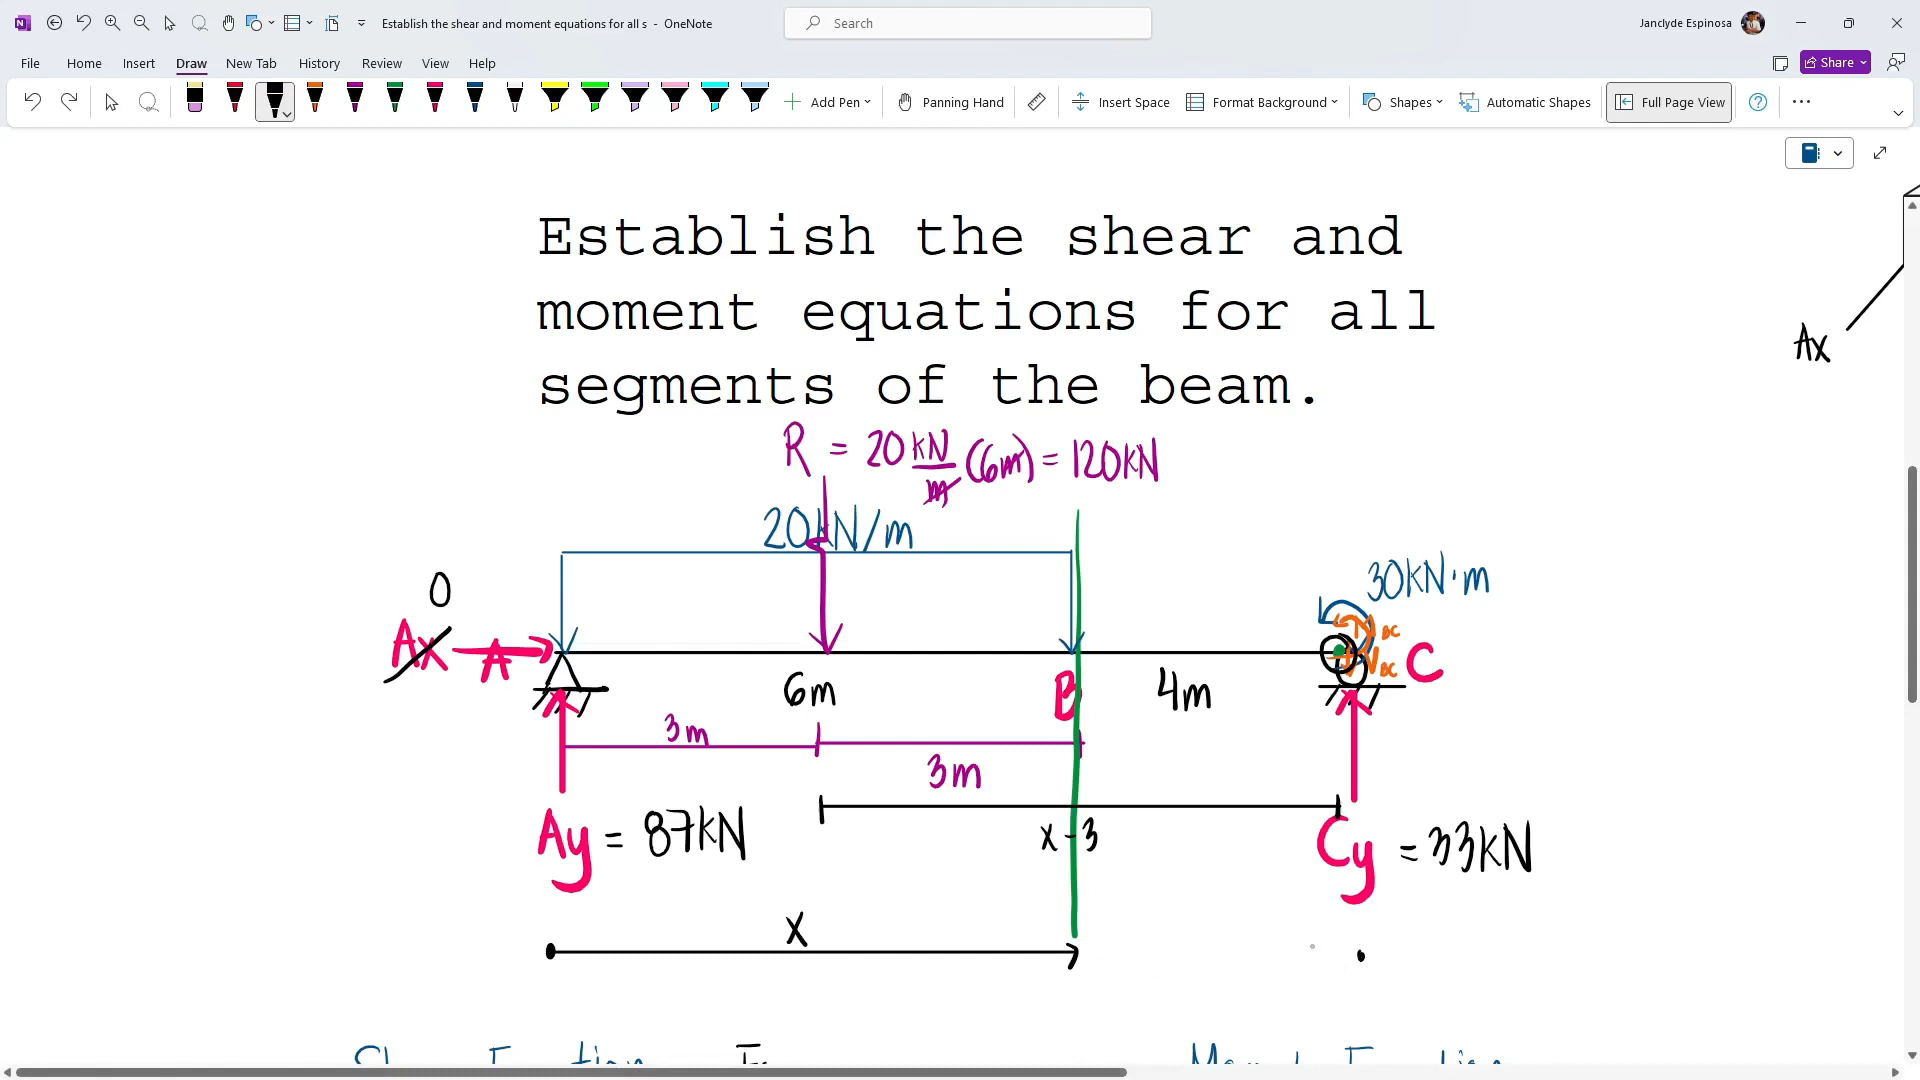 Establish the shear and moment equations for all s - OneNote
Search
Janclyde Espinosa
File Home Insert Draw New Tab History Review View Help
Share
Add Pen Panning Hand Insert Space Format Background Shapes Automatic Shapes Full Page View
Establish the shear and
moment equations for all
segments of the beam.
Ax
R = 20 kN/m (6m) = 120kN
20kN/m
0
30kN·m
Ax A
BC
VBC
C
6m
B
4m
3m
3m
Ay = 87kN
x-3
Cy = 33kN
x